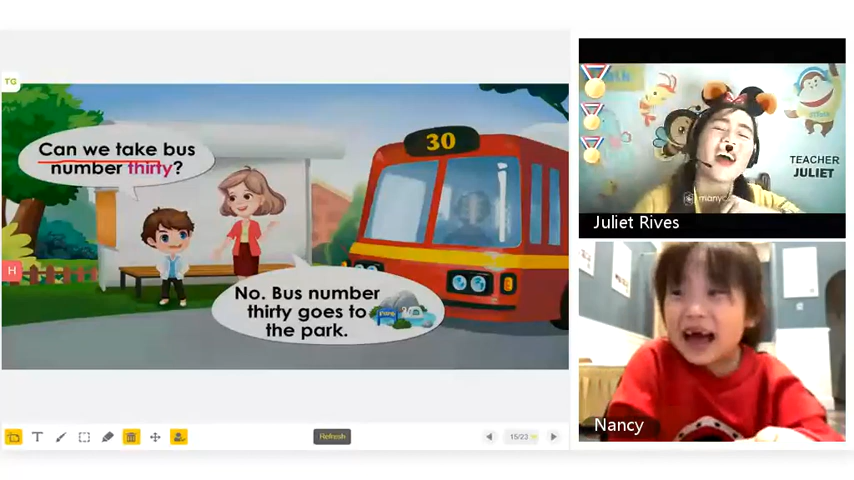 TG
Can we take bus
number thirty?
30
H
No. Bus number
thirty goes to
the park.
Refresh
15/23
TEACHER
JULIET
Juliet Rives
Nancy